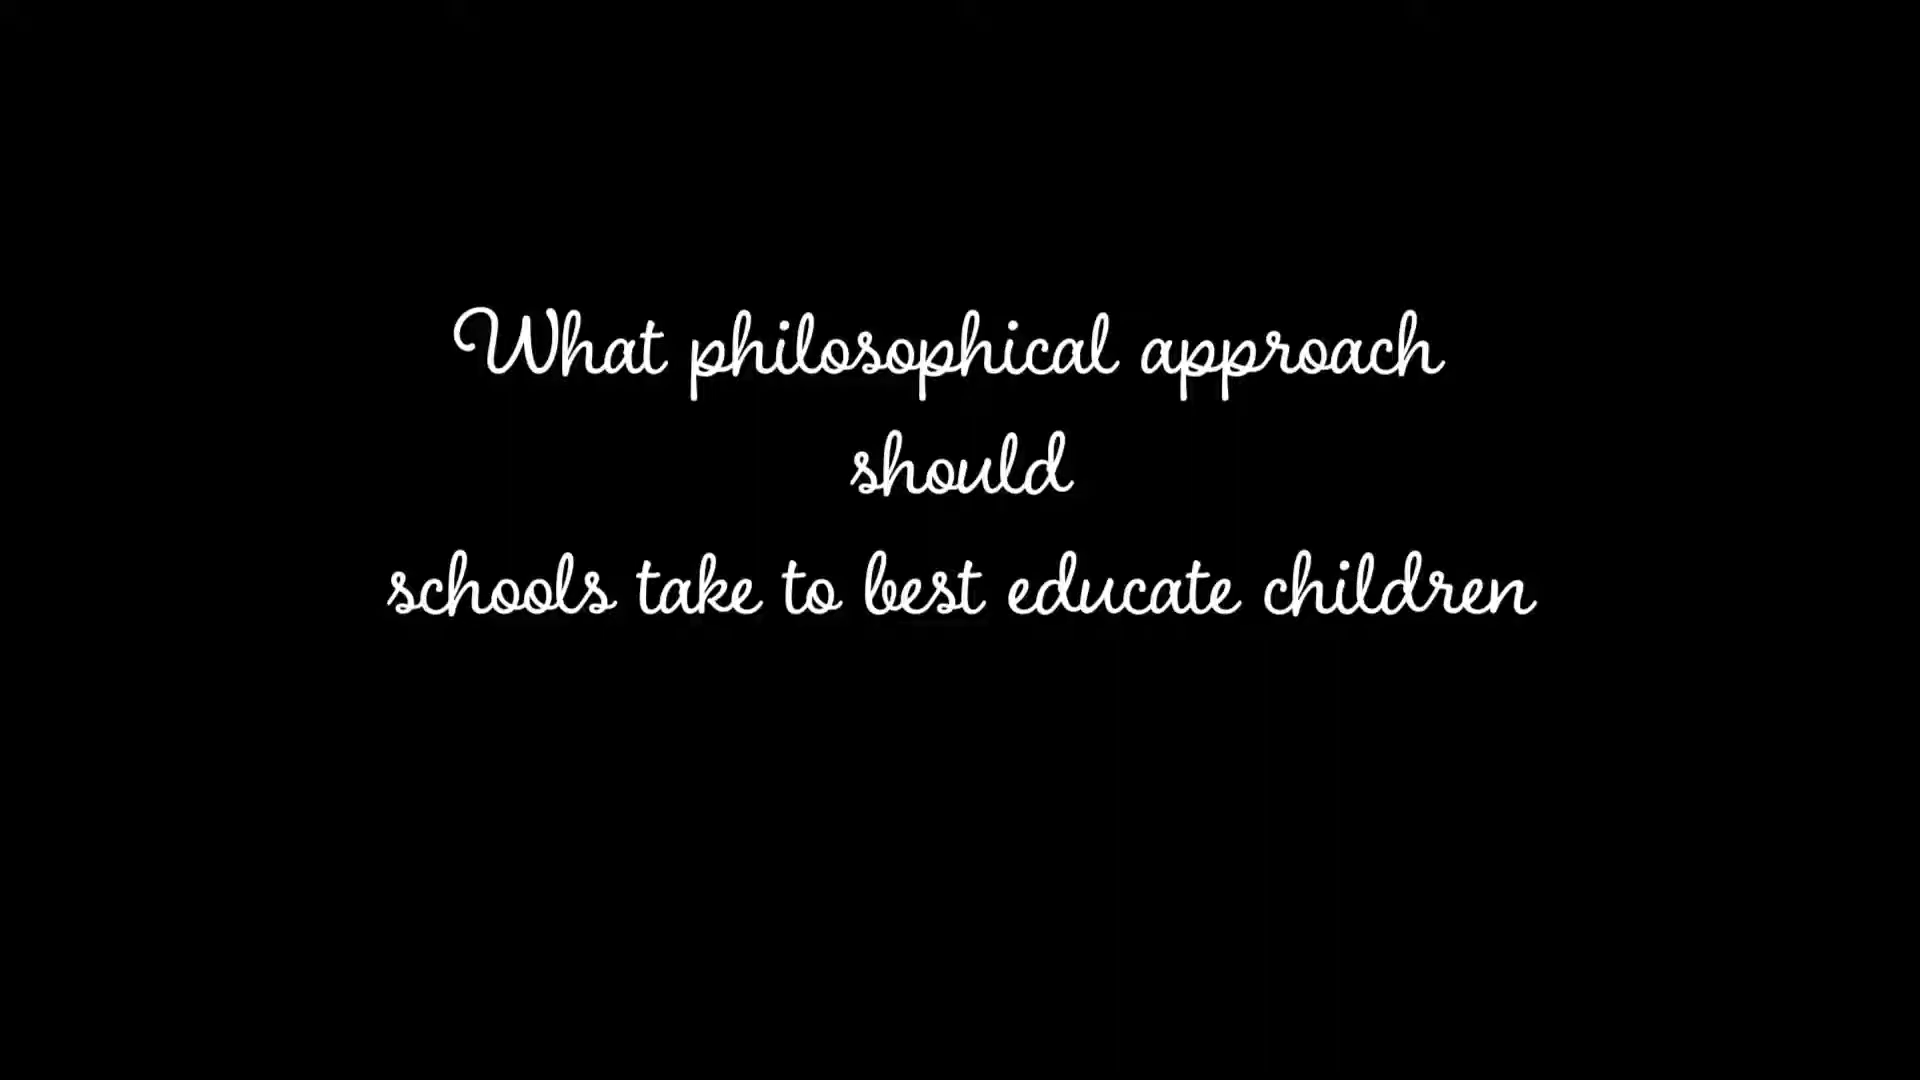 What philosophical approach
should
schools take to best educate children